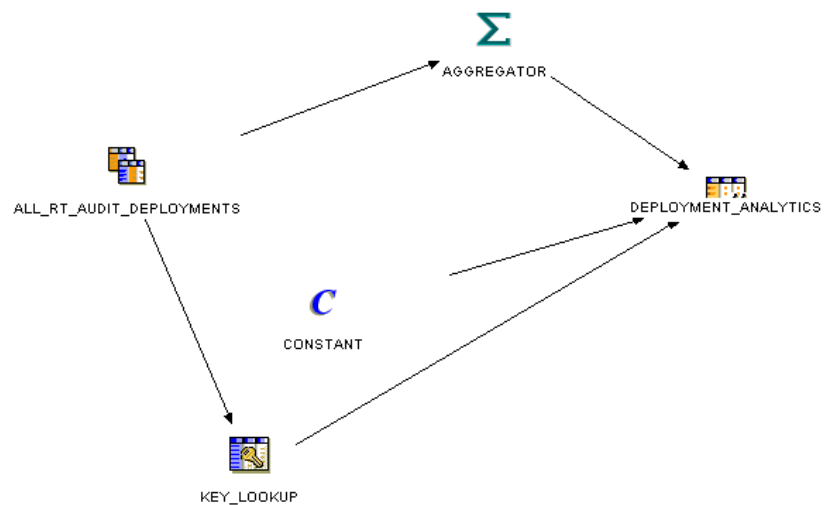 Σ
AGGREGATOR
ALL_RT_AUDIT_DEPLOYMENTS
DEPLOYMENT_ANALYTICS
C
CONSTANT
KEY_LOOKUP